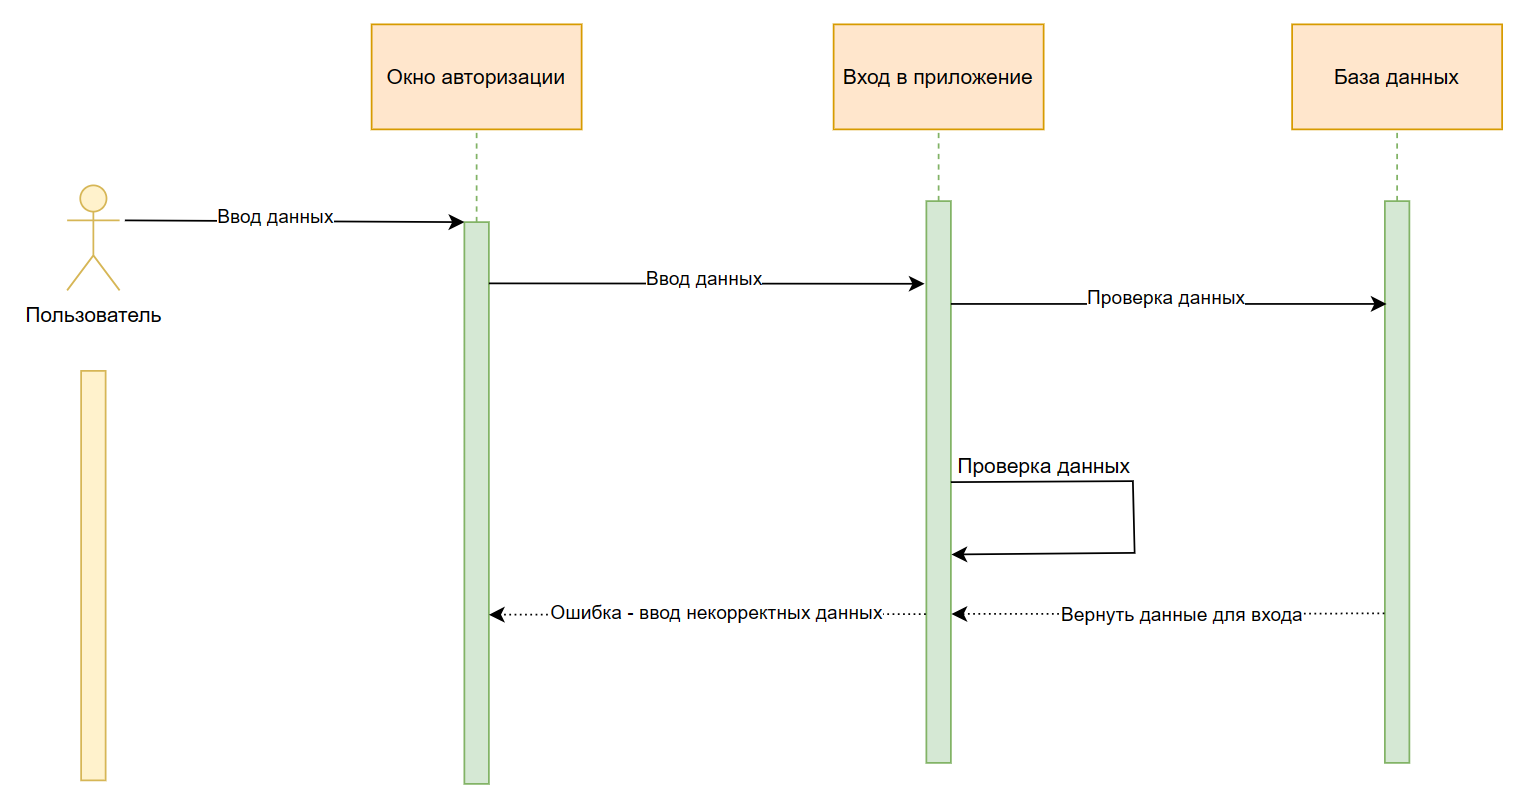 Окно авторизации
Вход в приложение
База данных
Ввод данных
Ввод данных
Проверка данных
Пользователь
Проверка данных
Ошибка - ввод некорректных данных
Вернуть данные для входа